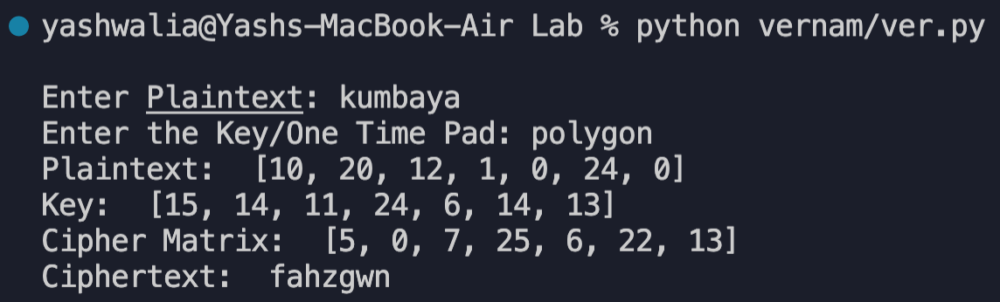 yashwalia@Yashs-MacBook-Air Lab % python vernam/ver.py
Enter Plaintext: kumbaya
Enter the Key/One Time Pad: polygon
Plaintext:  [10, 20, 12, 1, 0, 24, 0]
Key:  [15, 14, 11, 24, 6, 14, 13]
Cipher Matrix:  [5, 0, 7, 25, 6, 22, 13]
Ciphertext:  fahzgwn